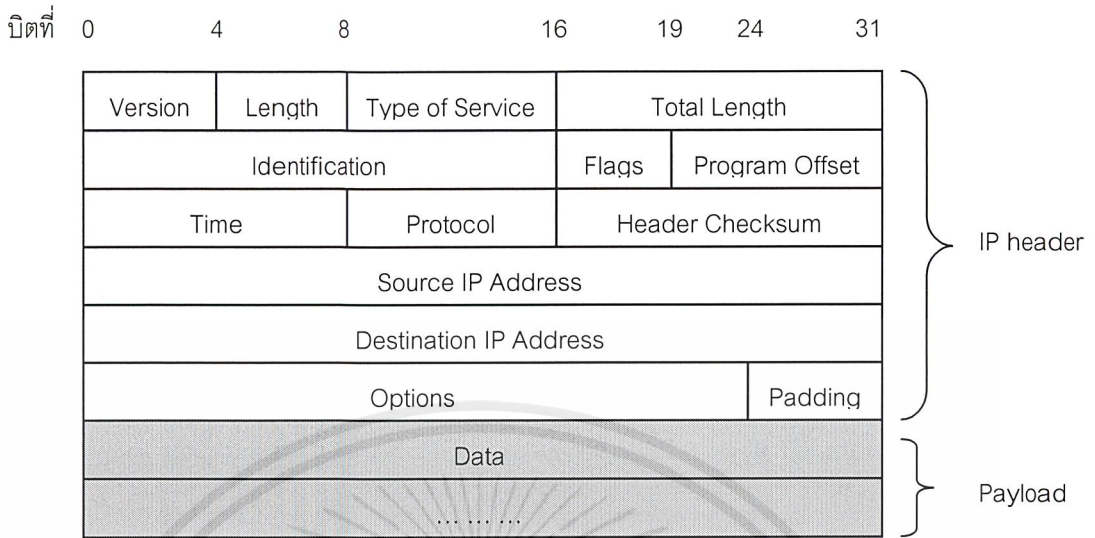 บิตที่ 0 4 8 16 19 24 31
Version Length Type of Service Total Length
Identification Flags Program Offset
Time Protocol Header Checksum
IP header
Source IP Address
Destination IP Address
Options Padding
Data
Payload
... ... ...